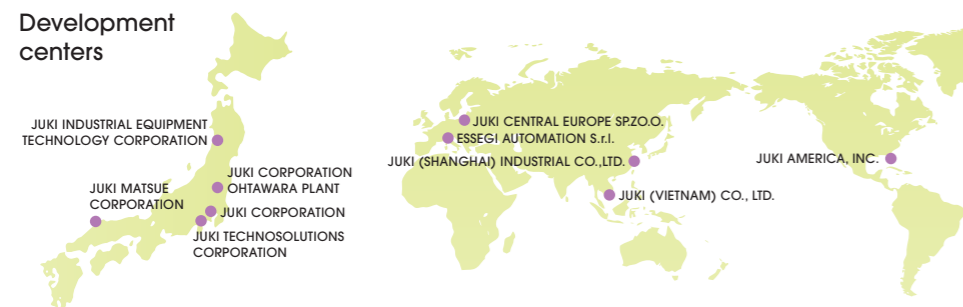 Development
centers
JUKI INDUSTRIAL EQUIPMENT
TECHNOLOGY CORPORATION
JUKI CORPORATION
OHTAWARA PLANT
JUKI MATSUE
CORPORATION
JUKI CORPORATION
JUKI TECHNOSOLUTIONS
CORPORATION
JUKI CENTRAL EUROPE SP.ZO.O.
ESSEGI AUTOMATION S.r.l.
JUKI (SHANGHAI) INDUSTRIAL CO.,LTD.
JUKI (VIETNAM) CO., LTD.
JUKI AMERICA, INC.